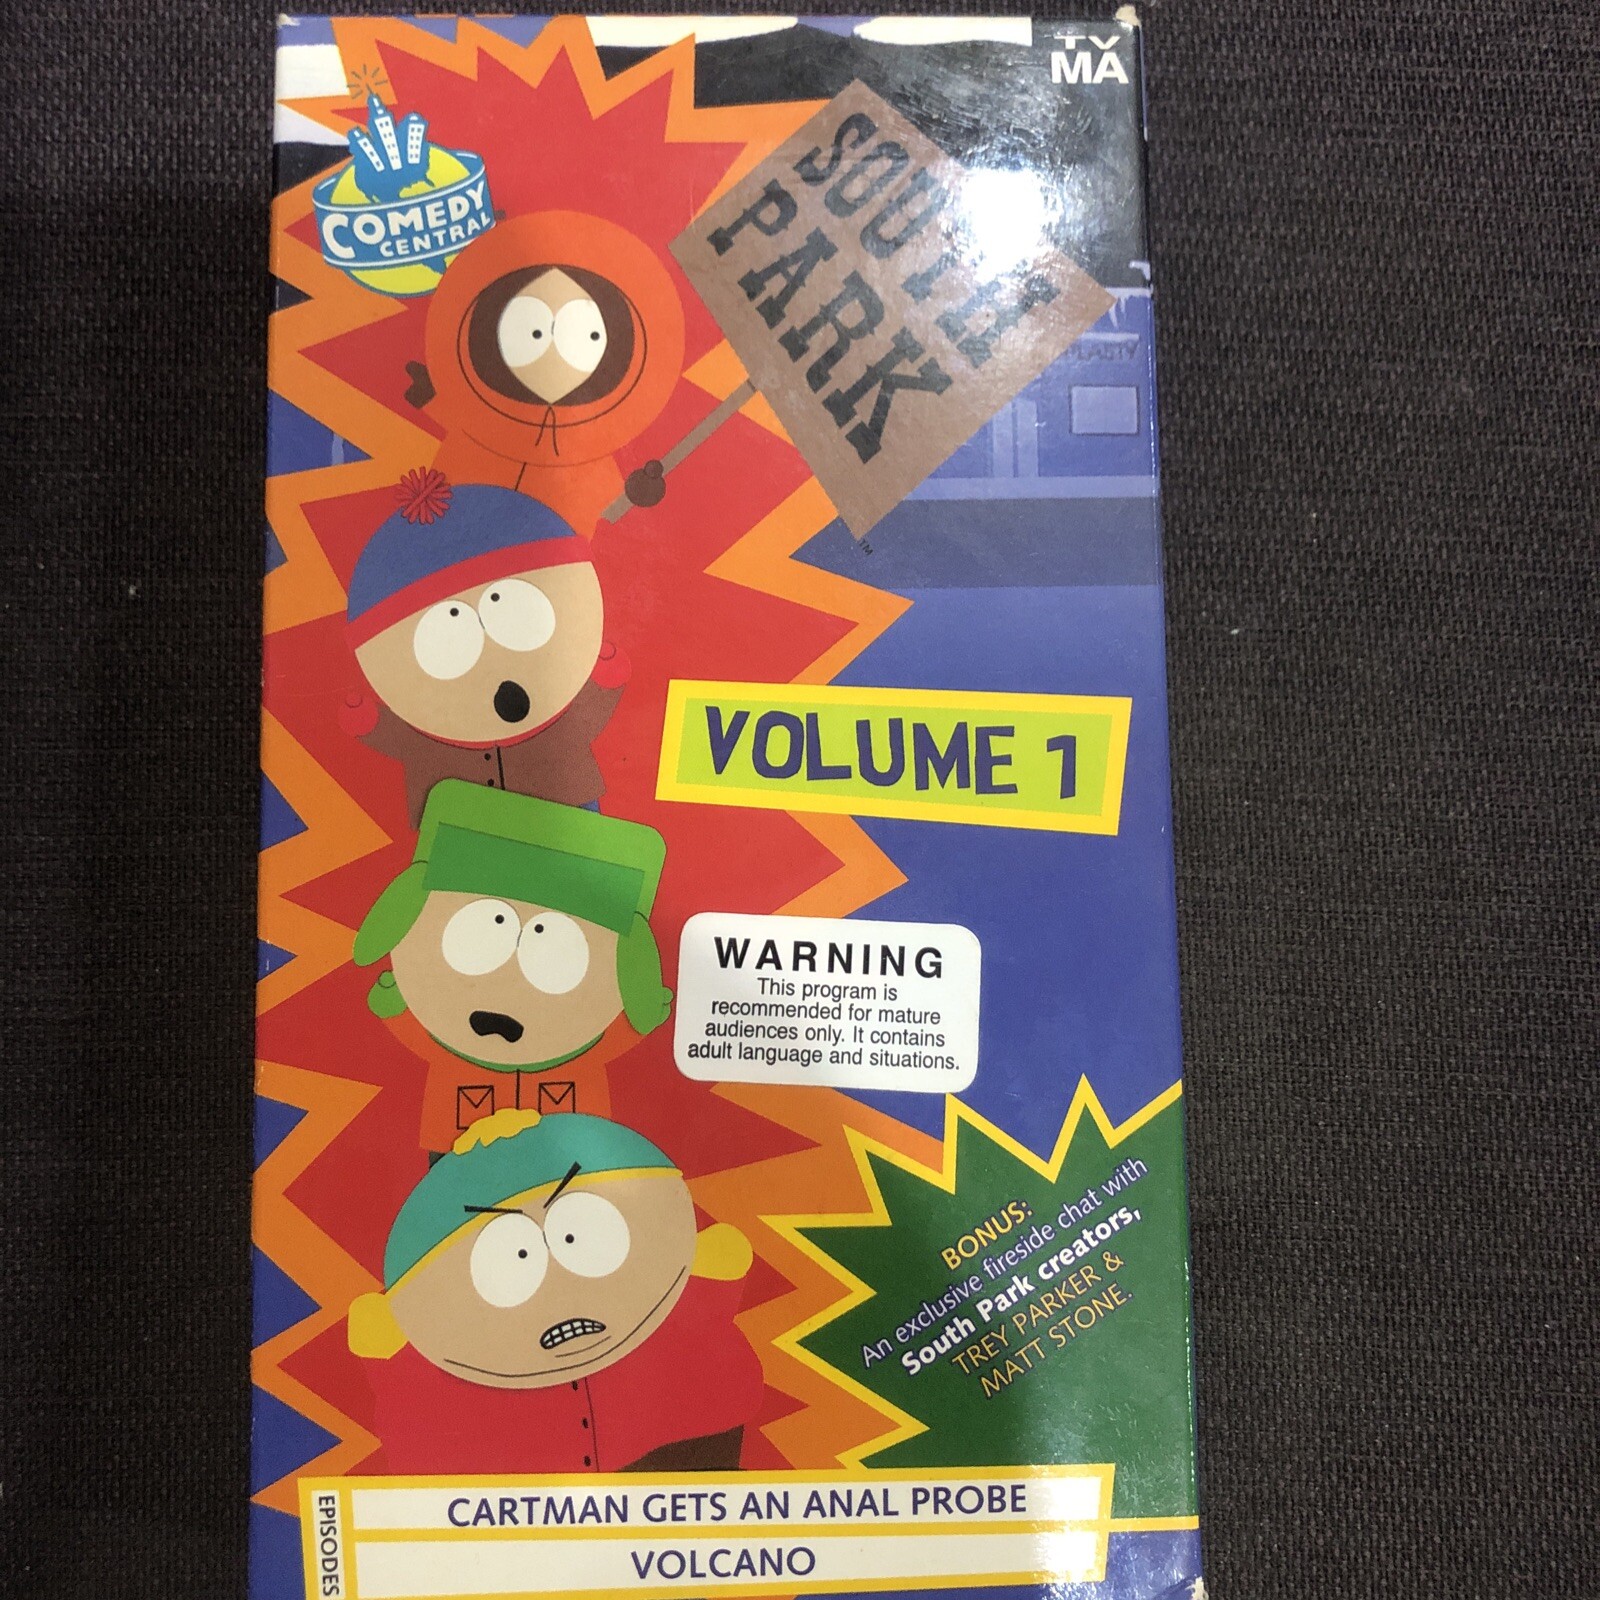 TV
MA
COMEDY
CENTRAL
SOUTH
PARK
TM
VOLUME 1
WARNING
This program is
recommended for mature
audiences only. It contains
adult language and situations.
BONUS:
An exclusive fireside chat with
South Park creators,
TREY PARKER &
MATT STONE.
EPISODES
CARTMAN GETS AN ANAL PROBE
VOLCANO